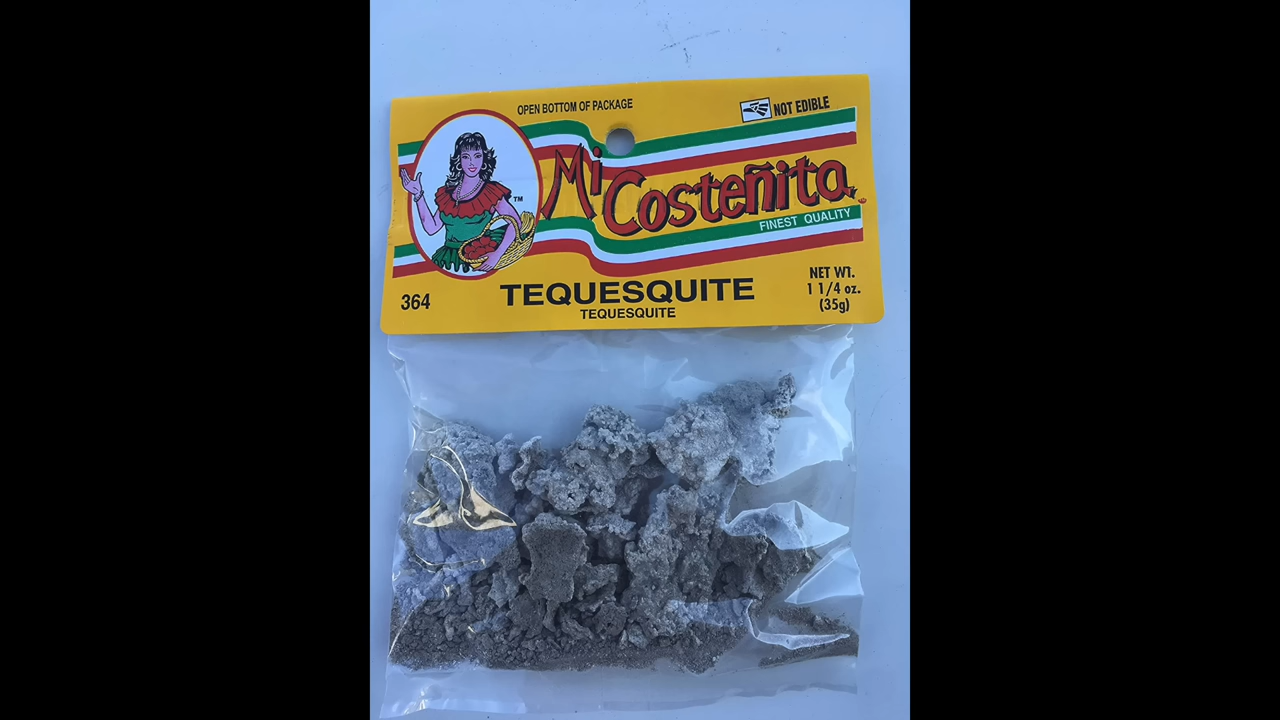 OPEN BOTTOM OF PACKAGE
NOT EDIBLE
Mi Costeñita
TM
FINEST QUALITY
TEQUESQUITE
TEQUESQUITE
364
NET WT.
1 1/4 oz.
(35g)